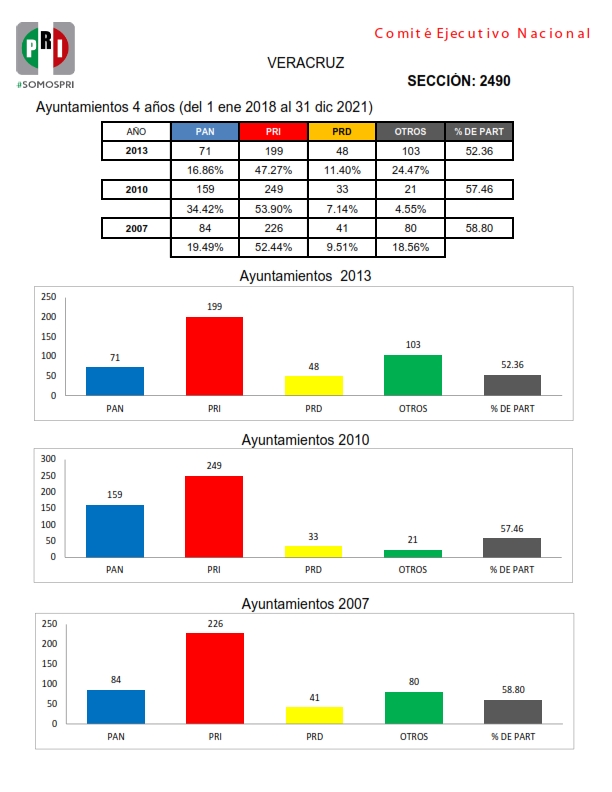 Comité Ejecutivo Nacional
PRI
#SOMOSPRI
VERACRUZ
SECCIÓN: 2490
Ayuntamientos 4 años (del 1 ene 2018 al 31 dic 2021)
AÑO PAN PRI PRD OTROS % DE PART
2013 71 199 48 103 52.36
16.86% 47.27% 11.40% 24.47%
2010 159 249 33 21 57.46
34.42% 53.90% 7.14% 4.55%
2007 84 226 41 80 58.80
19.49% 52.44% 9.51% 18.56%
Ayuntamientos 2013
250
200
150
100
50
0
71 199 48 103 52.36
PAN PRI PRD OTROS % DE PART
Ayuntamientos 2010
300
250
200
150
100
50
0
159 249 33 21 57.46
PAN PRI PRD OTROS % DE PART
Ayuntamientos 2007
250
200
150
100
50
0
84 226 41 80 58.80
PAN PRI PRD OTROS % DE PART